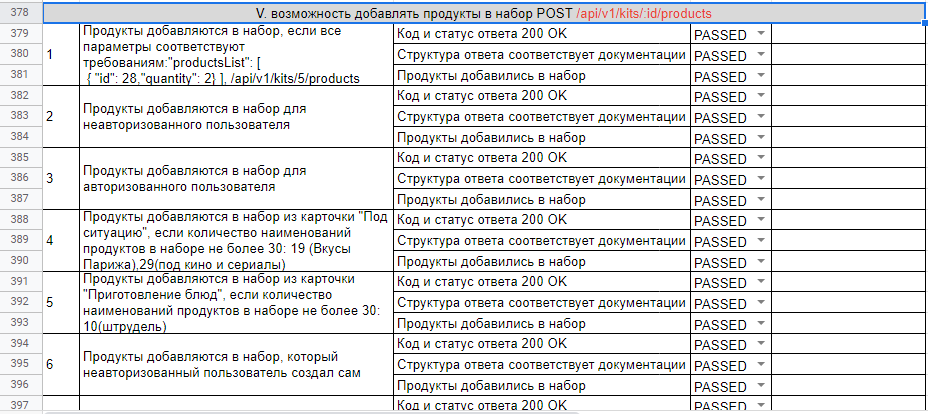 378 V. возможность добавлять продукты в набор POST /api/v1/kits/:id/products
379 Код и статус ответа 200 OK PASSED
380 Структура ответа соответствует документации PASSED
381 Продукты добавились в набор PASSED
1 Продукты добавляются в набор, если все
параметры соответствуют
требованиям:"productsList": [
{ "id": 28,"quantity": 2} ], /api/v1/kits/5/products
382 Код и статус ответа 200 OK PASSED
383 Структура ответа соответствует документации PASSED
384 Продукты добавились в набор PASSED
2 Продукты добавляются в набор для
неавторизованного пользователя
385 Код и статус ответа 200 OK PASSED
386 Структура ответа соответствует документации PASSED
387 Продукты добавились в набор PASSED
3 Продукты добавляются в набор для
авторизованного пользователя
388 Код и статус ответа 200 OK PASSED
389 Структура ответа соответствует документации PASSED
390 Продукты добавились в набор PASSED
4 Продукты добавляются в набор из карточки "Под
ситуацию", если количество наименований
продуктов в наборе не более 30: 19 (Вкусы
Парижа),29(под кино и сериалы)
391 Код и статус ответа 200 OK PASSED
392 Структура ответа соответствует документации PASSED
393 Продукты добавились в набор PASSED
5 Продукты добавляются в набор из карточки
"Приготовление блюд", если количество
наименований продуктов в наборе не более 30:
10(штрудель)
394 Код и статус ответа 200 OK PASSED
395 Структура ответа соответствует документации PASSED
396 Продукты добавились в набор PASSED
6 Продукты добавляются в набор, который
неавторизованный пользователь создал сам
397 Код и статус ответа 200 OK PASSED